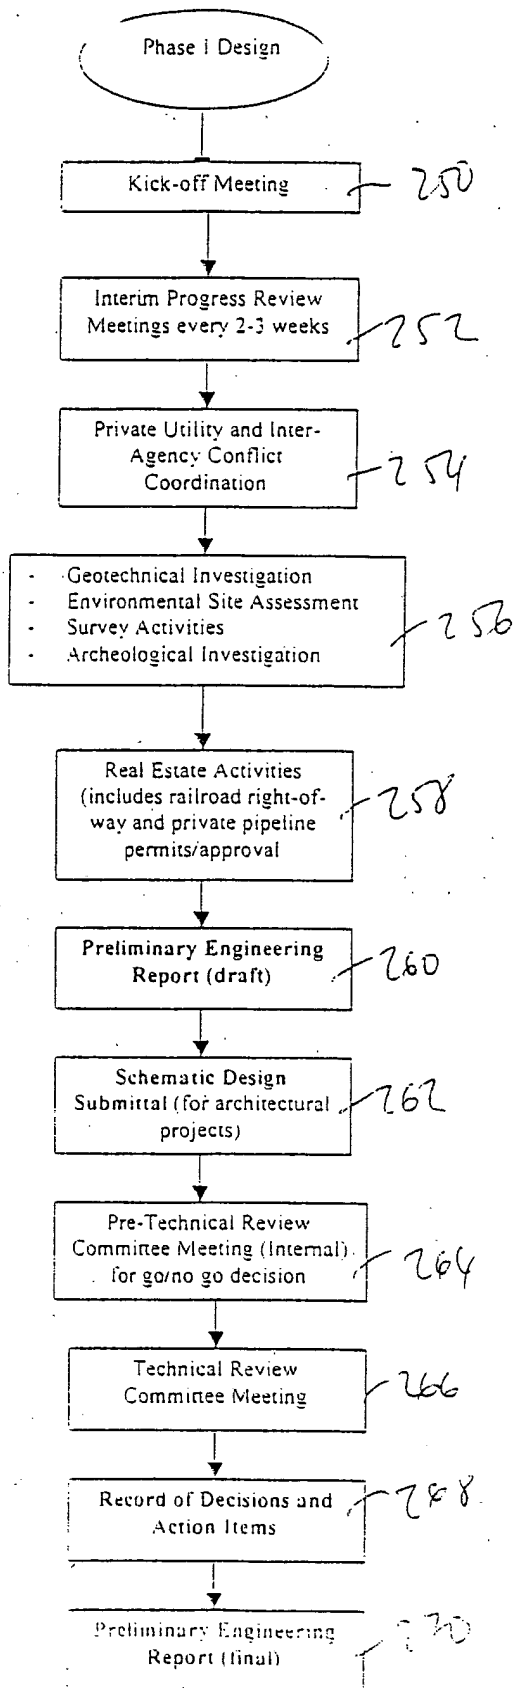 Phase I Design
Kick-off Meeting
250
Interim Progress Review
Meetings every 2-3 weeks
252
Private Utility and Inter-
Agency Conflict
Coordination
254
- Geotechnical Investigation
- Environmental Site Assessment
- Survey Activities
- Archeological Investigation
256
Real Estate Activities
(includes railroad right-of-
way and private pipeline
permits/approval
258
Preliminary Engineering
Report (draft)
260
Schematic Design
Submittal (for architectural
projects)
262
Pre-Technical Review
Committee Meeting (Internal)
for go/no go decision
264
Technical Review
Committee Meeting
266
Record of Decisions and
Action Items
268
Preliminary Engineering
Report (final)